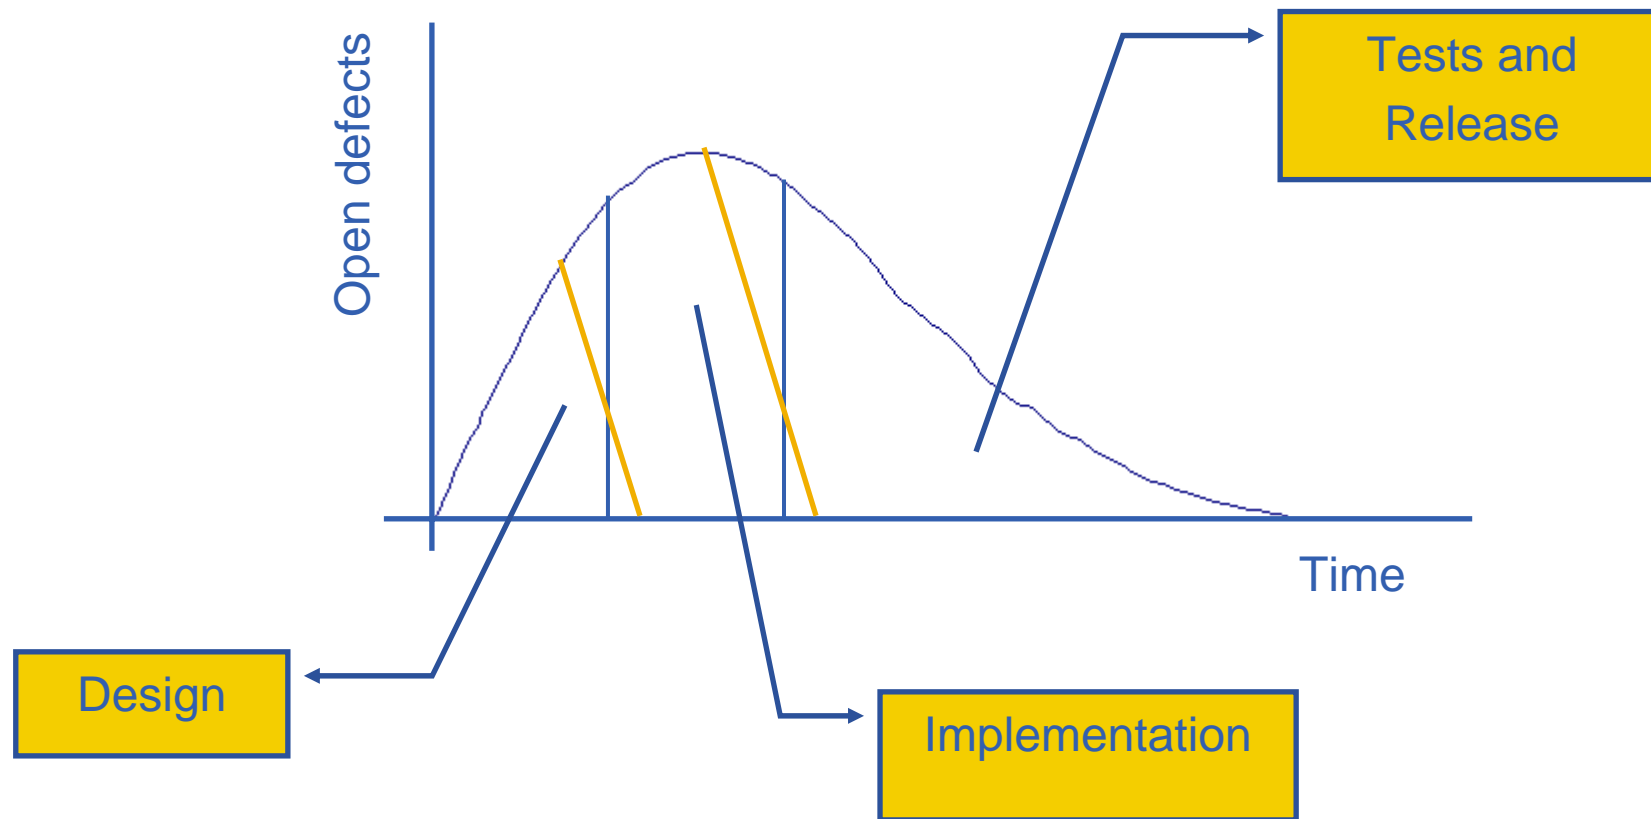 Tests and
Release
Open defects
Time
Design
Implementation